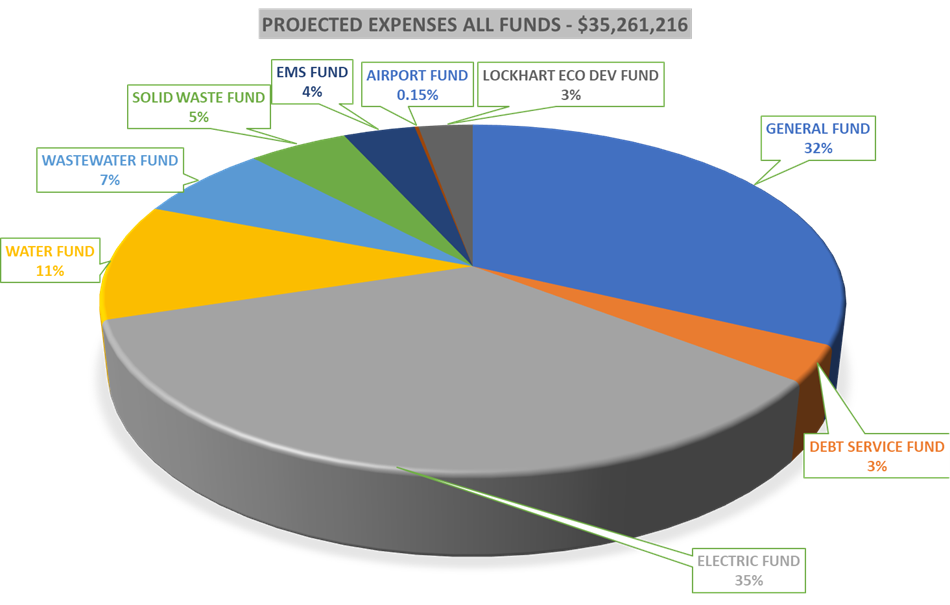 PROJECTED EXPENSES ALL FUNDS - $35,261,216
EMS FUND
4%
AIRPORT FUND
0.15%
LOCKHART ECO DEV FUND
3%
SOLID WASTE FUND
5%
GENERAL FUND
32%
WASTEWATER FUND
7%
WATER FUND
11%
DEBT SERVICE FUND
3%
ELECTRIC FUND
35%